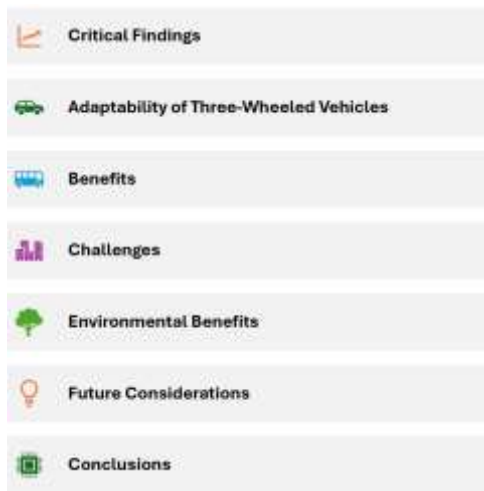 Critical Findings
Adaptability of Three-Wheeled Vehicles
Benefits
Challenges
Environmental Benefits
Future Considerations
Conclusions